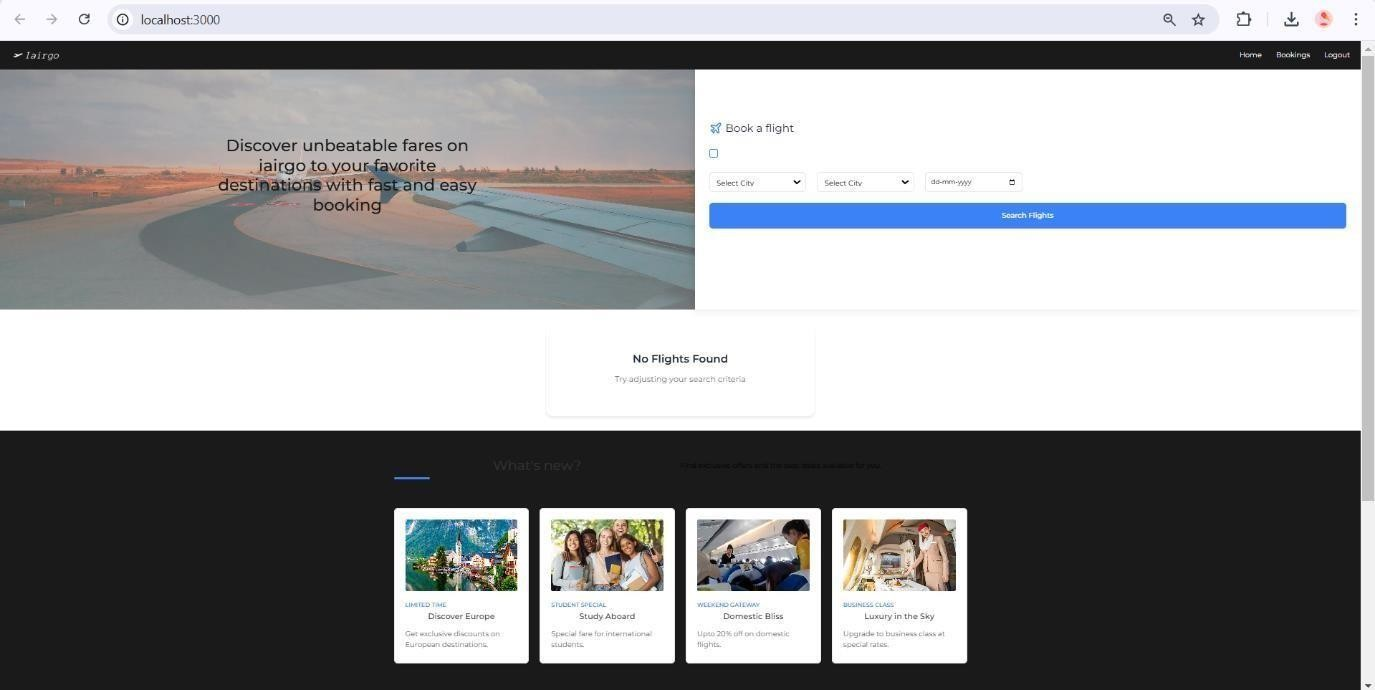 localhost:3000
lairgo
Home Bookings Logout
Discover unbeatable fares on
iairgo to your favorite
destinations with fast and easy
booking
Book a flight
Select City Select City dd-mm-yyyy
Search Flights
No Flights Found
Try adjusting your search criteria
What's new?
Find exclusive offers and the best deals available for you.
LIMITED TIME
Discover Europe
Get exclusive discounts on
European destinations.
STUDENT SPECIAL
Study Aboard
Special fare for international
students.
WEEKEND GATEWAY
Domestic Bliss
Upto 20% off on domestic
flights.
BUSINESS CLASS
Luxury in the Sky
Upgrade to business class at
special rates.